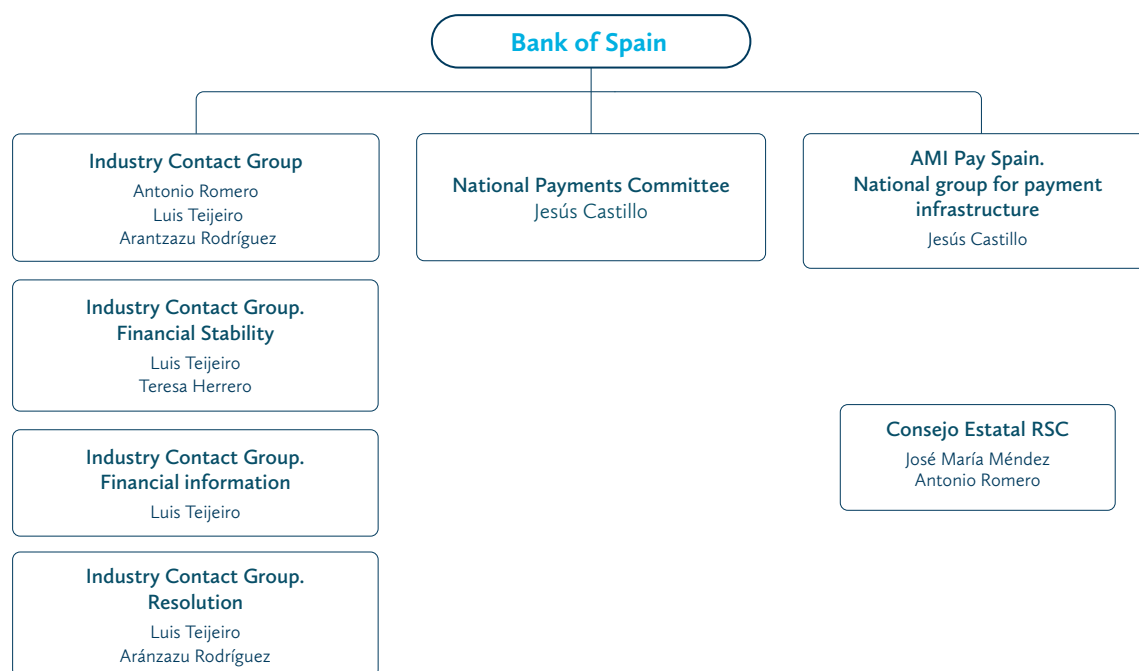 Bank of Spain
Industry Contact Group
Antonio Romero
Luis Teijeiro
Arantzazu Rodríguez
National Payments Committee
Jesús Castillo
AMI Pay Spain.
National group for payment
infrastructure
Jesús Castillo
Industry Contact Group.
Financial Stability
Luis Teijeiro
Teresa Herrero
Industry Contact Group.
Financial information
Luis Teijeiro
Industry Contact Group.
Resolution
Luis Teijeiro
Aránzazu Rodríguez
Consejo Estatal RSC
José María Méndez
Antonio Romero